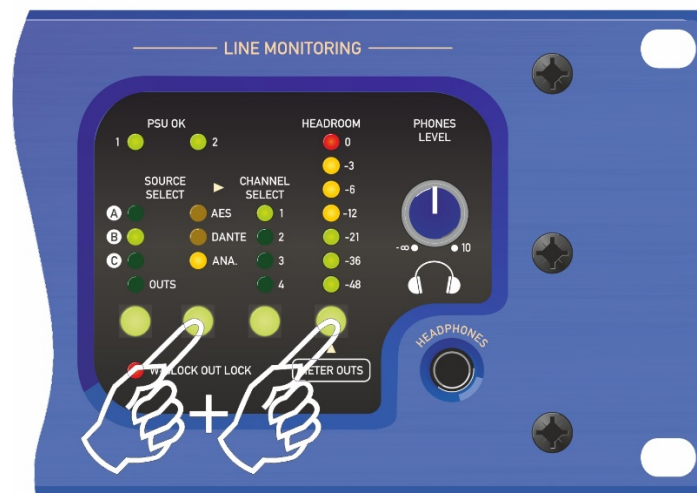 LINE MONITORING
PSU OK
1 2
HEADROOM
0
-3
-6
-12
-21
-36
-48
PHONES
LEVEL
-∞ 10
SOURCE
SELECT
CHANNEL
SELECT
A
B
C
OUTS
AES
DANTE
ANA.
1
2
3
4
LOCK OUT LOCK
METER OUTS
+
HEADPHONES